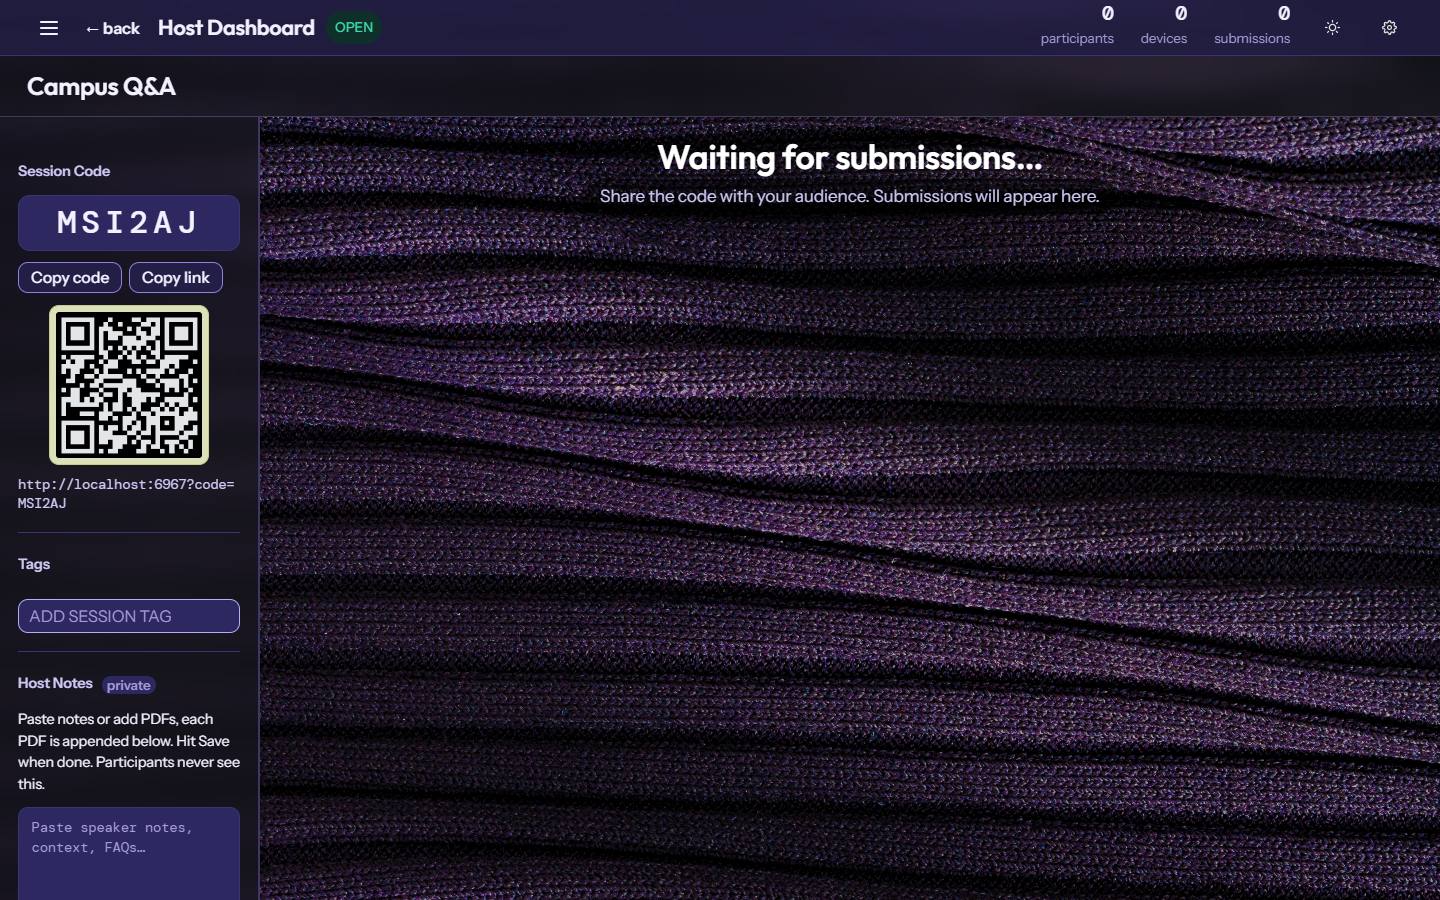 ← back
Host Dashboard
OPEN
0
participants
0
devices
0
submissions
Campus Q&A
Session Code
MSI2AJ
Copy code
Copy link
http://localhost:6967?code=
MSI2AJ
Tags
ADD SESSION TAG
Host Notes
private
Paste notes or add PDFs, each
PDF is appended below. Hit Save
when done. Participants never see
this.
Paste speaker notes,
context, FAQs…
Waiting for submissions...
Share the code with your audience. Submissions will appear here.